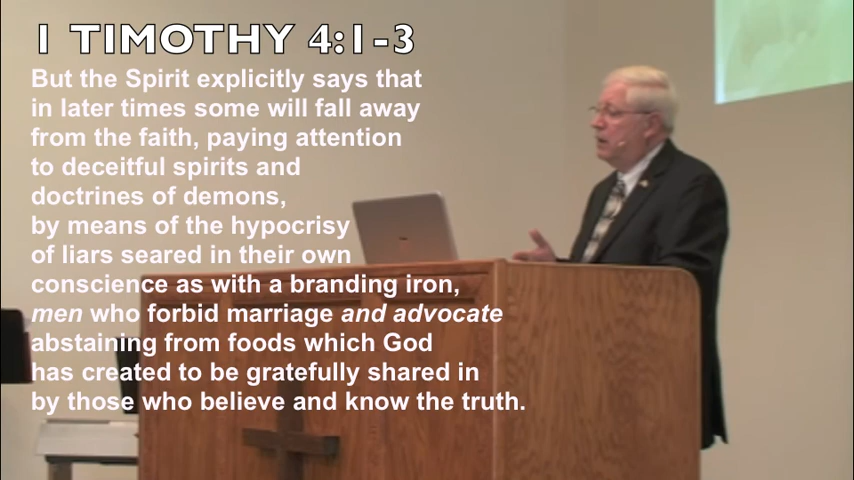 1 TIMOTHY 4:1-3
But the Spirit explicitly says that
in later times some will fall away
from the faith, paying attention
to deceitful spirits and
doctrines of demons,
by means of the hypocrisy
of liars seared in their own
conscience as with a branding iron,
men who forbid marriage and advocate
abstaining from foods which God
has created to be gratefully shared in
by those who believe and know the truth.